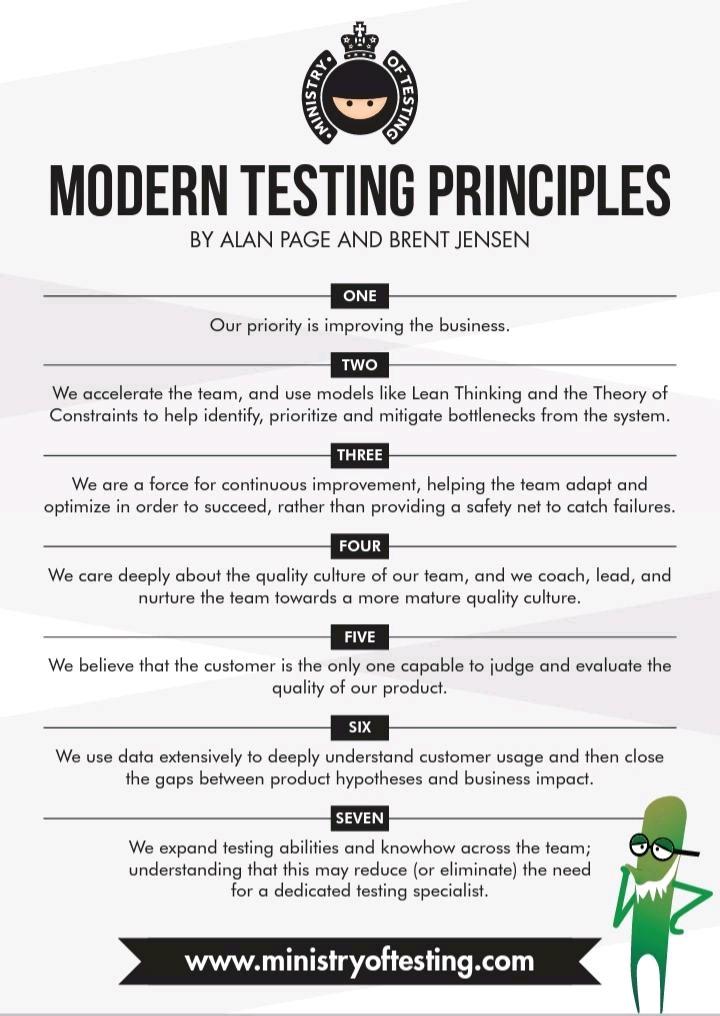 MINISTRY OF TESTING
MODERN TESTING PRINCIPLES
BY ALAN PAGE AND BRENT JENSEN
ONE
Our priority is improving the business.
TWO
We accelerate the team, and use models like Lean Thinking and the Theory of
Constraints to help identify, prioritize and mitigate bottlenecks from the system.
THREE
We are a force for continuous improvement, helping the team adapt and
optimize in order to succeed, rather than providing a safety net to catch failures.
FOUR
We care deeply about the quality culture of our team, and we coach, lead, and
nurture the team towards a more mature quality culture.
FIVE
We believe that the customer is the only one capable to judge and evaluate the
quality of our product.
SIX
We use data extensively to deeply understand customer usage and then close
the gaps between product hypotheses and business impact.
SEVEN
We expand testing abilities and knowhow across the team;
understanding that this may reduce (or eliminate) the need
for a dedicated testing specialist.
www.ministryoftesting.com